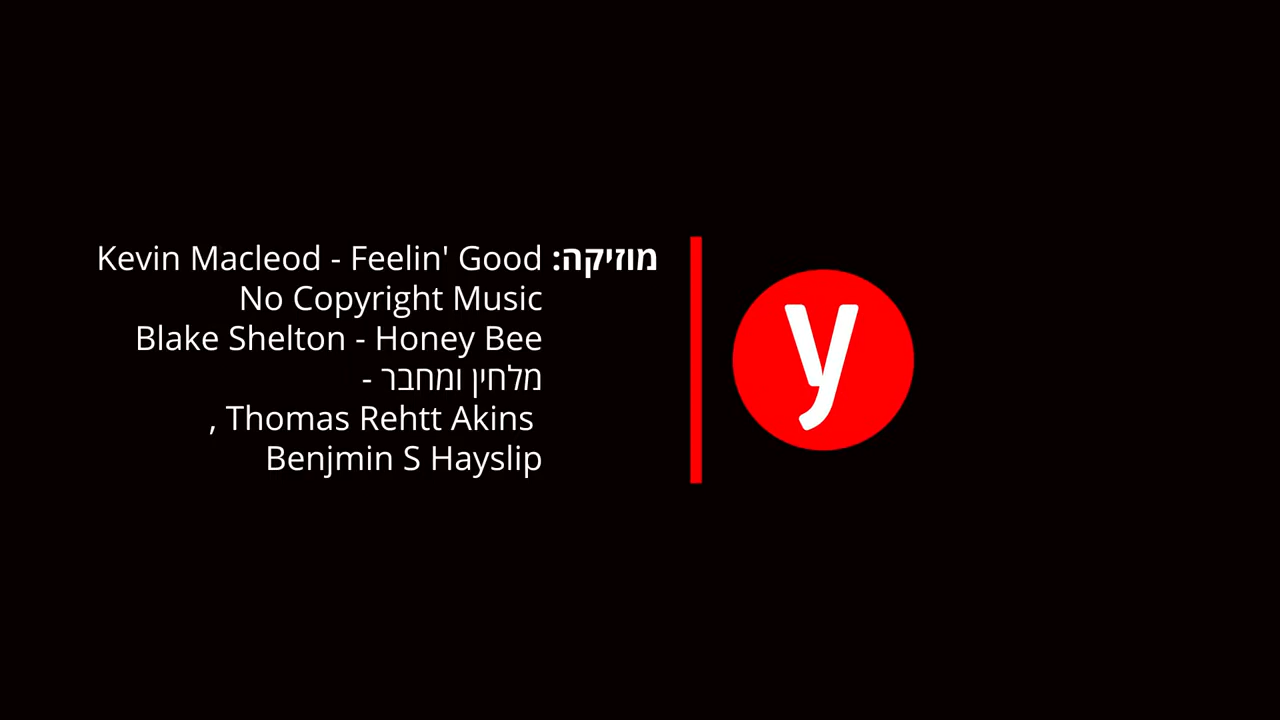 מוזיקה: Kevin Macleod - Feelin' Good
No Copyright Music
Blake Shelton - Honey Bee
מלחין ומחבר -
Thomas Rehtt Akins ,
Benjmin S Hayslip
y